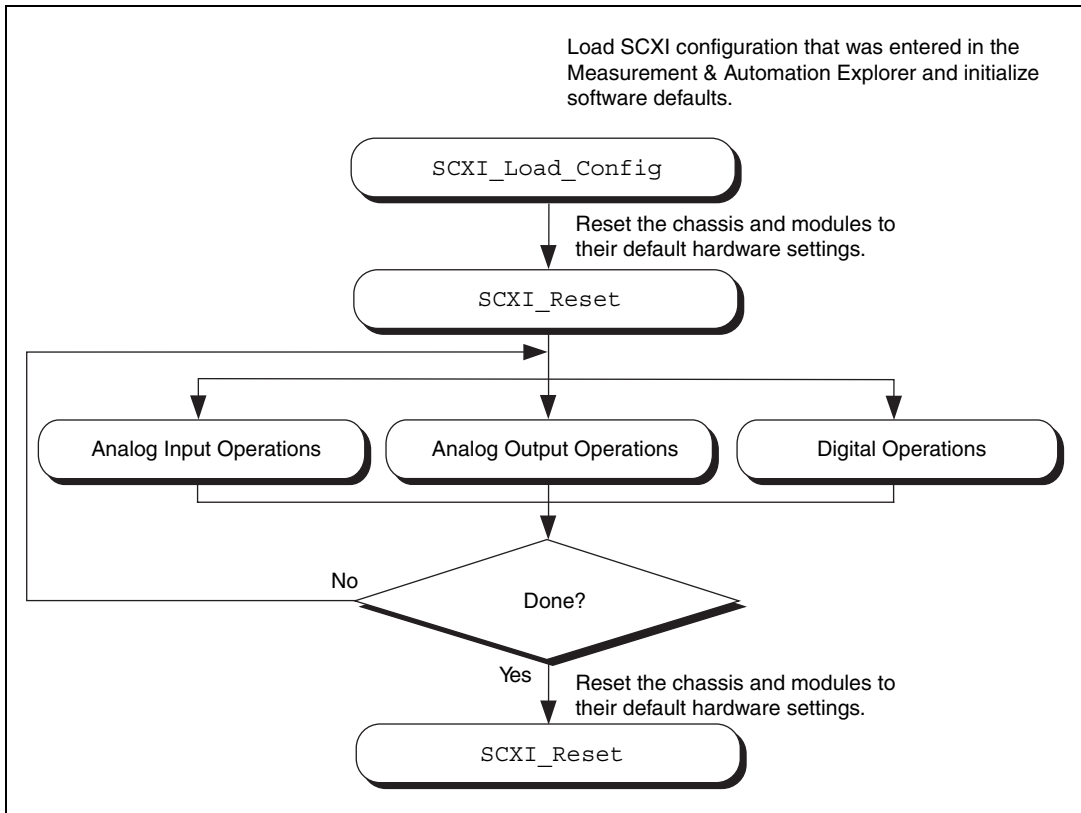 Load SCXI configuration that was entered in the
Measurement & Automation Explorer and initialize
software defaults.
SCXI_Load_Config
Reset the chassis and modules to
their default hardware settings.
SCXI_Reset
Analog Input Operations
Analog Output Operations
Digital Operations
No
Done?
Yes
Reset the chassis and modules to
their default hardware settings.
SCXI_Reset